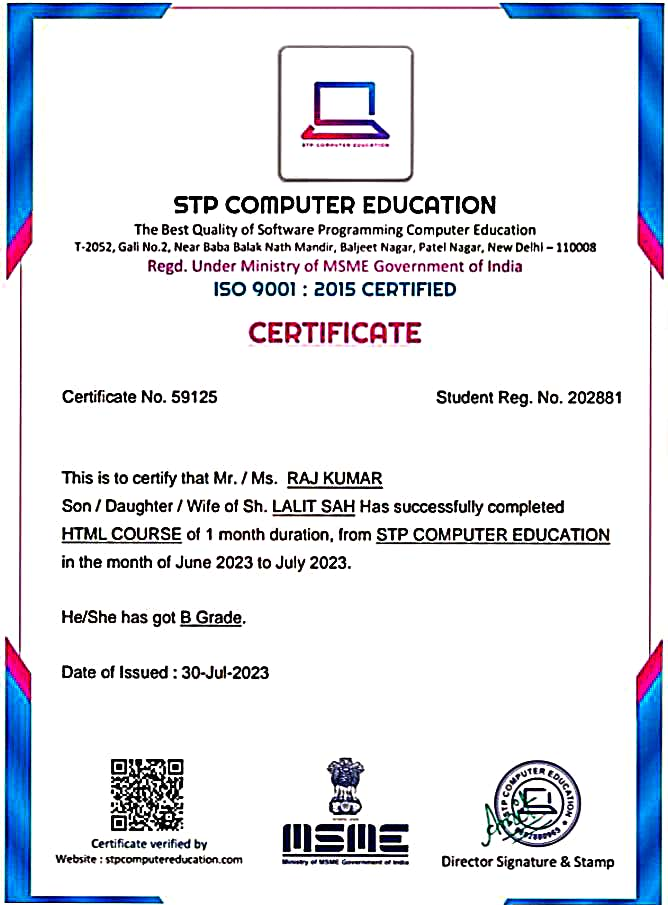 STP COMPUTER EDUCATION
STP COMPUTER EDUCATION
The Best Quality of Software Programming Computer Education
T-2052, Gali No.2, Near Baba Balak Nath Mandir, Baljeet Nagar, Patel Nagar, New Delhi – 110008
Regd. Under Ministry of MSME Government of India
ISO 9001 : 2015 CERTIFIED
CERTIFICATE
Certificate No. 59125 Student Reg. No. 202881
This is to certify that Mr. / Ms. RAJ KUMAR
Son / Daughter / Wife of Sh. LALIT SAH Has successfully completed
HTML COURSE of 1 month duration, from STP COMPUTER EDUCATION
in the month of June 2023 to July 2023.
He/She has got B Grade.
Date of Issued : 30-Jul-2023
Certificate verified by
Website : stpcomputereducation.com
MSME
Ministry of MSME Government of India
STP COMPUTER EDUCATION
Director Signature & Stamp